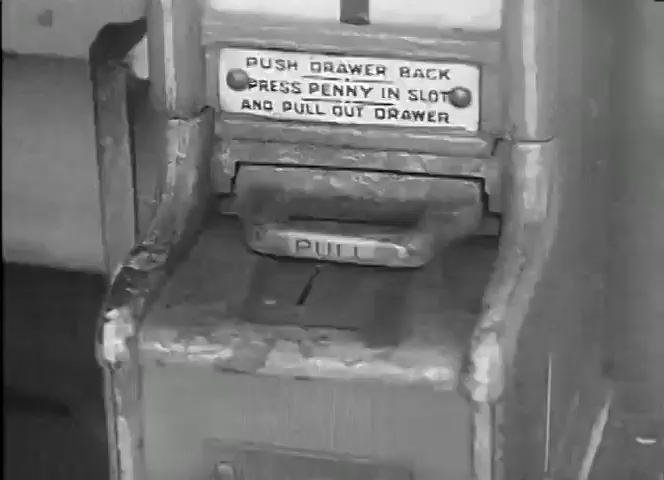 PUSH DRAWER BACK
PRESS PENNY IN SLOT
AND PULL OUT DRAWER
PULL